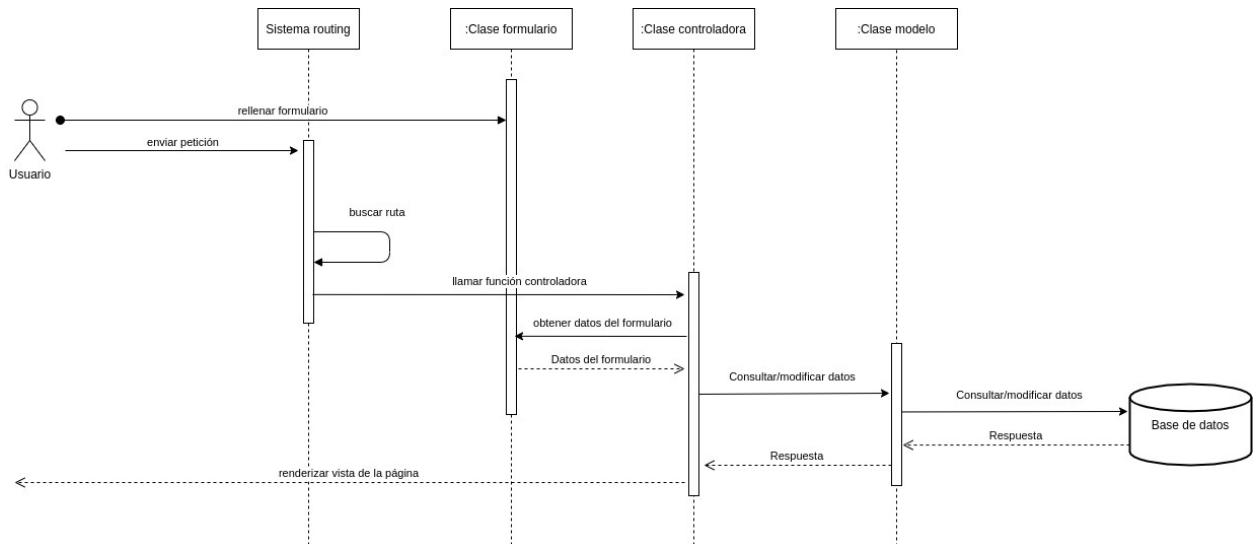 Sistema routing
:Clase formulario
:Clase controladora
:Clase modelo
rellenar formulario
enviar petición
Usuario
buscar ruta
llamar función controladora
obtener datos del formulario
Datos del formulario
Consultar/modificar datos
Consultar/modificar datos
Base de datos
Respuesta
Respuesta
renderizar vista de la página